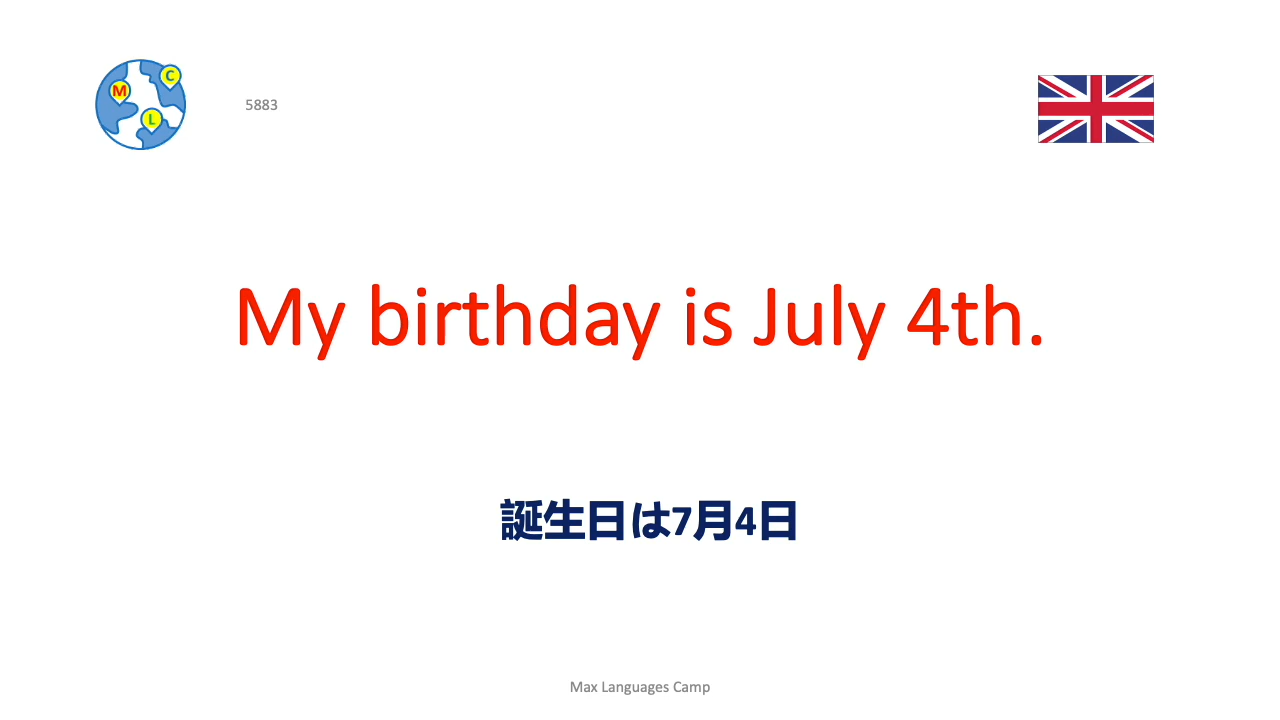 C
M
L
5883
My birthday is July 4th.
誕生日は7月4日
Max Languages Camp